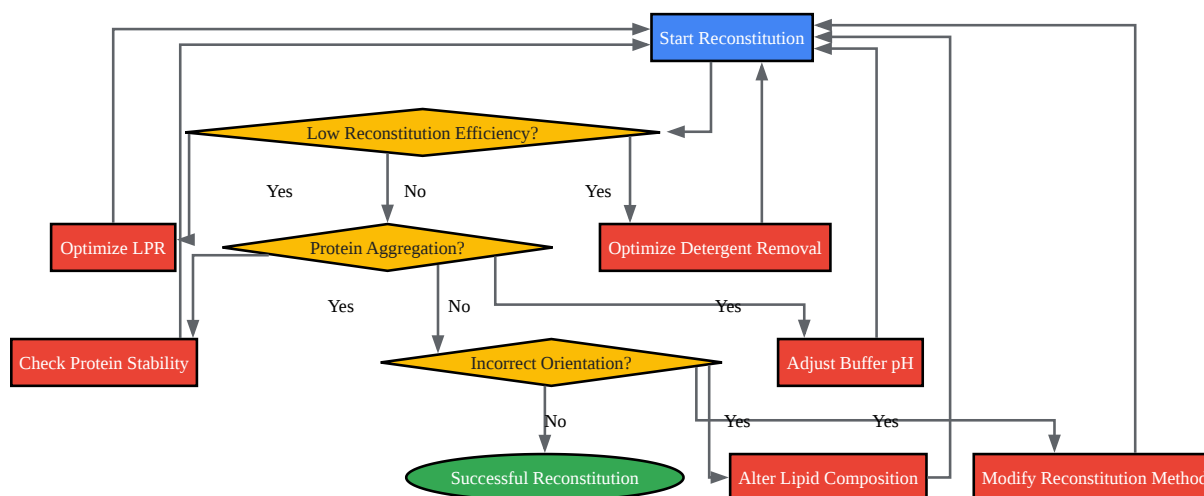 Start Reconstitution
Low Reconstitution Efficiency?
Yes
No
Yes
Optimize LPR
Protein Aggregation?
Optimize Detergent Removal
Yes
No
Yes
Check Protein Stability
Incorrect Orientation?
Adjust Buffer pH
No
Yes
Yes
Successful Reconstitution
Alter Lipid Composition
Modify Reconstitution Method